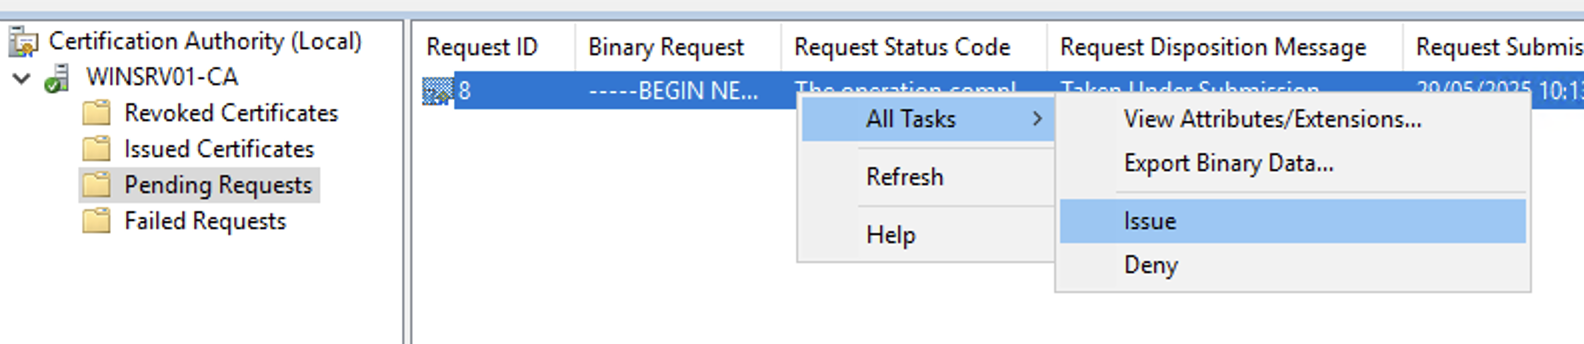 Certification Authority (Local)
WINSRV01-CA
Revoked Certificates
Issued Certificates
Pending Requests
Failed Requests
Request ID Binary Request Request Status Code Request Disposition Message Request Submis
8 -----BEGIN NE... The operation compl Taken Under Submission 29/05/2025 10:13
All Tasks
Refresh
Help
View Attributes/Extensions...
Export Binary Data...
Issue
Deny